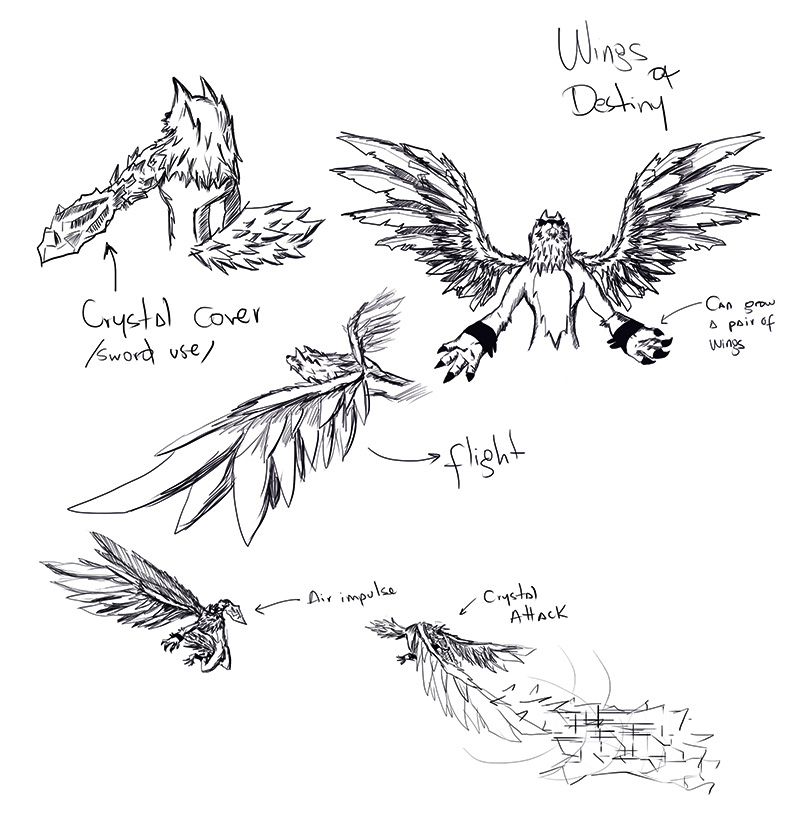 Wings
of
Destiny
Crystal cover
/sword use/
Can grow
a pair of
wings
flight
Air impulse
Crystal
Attack